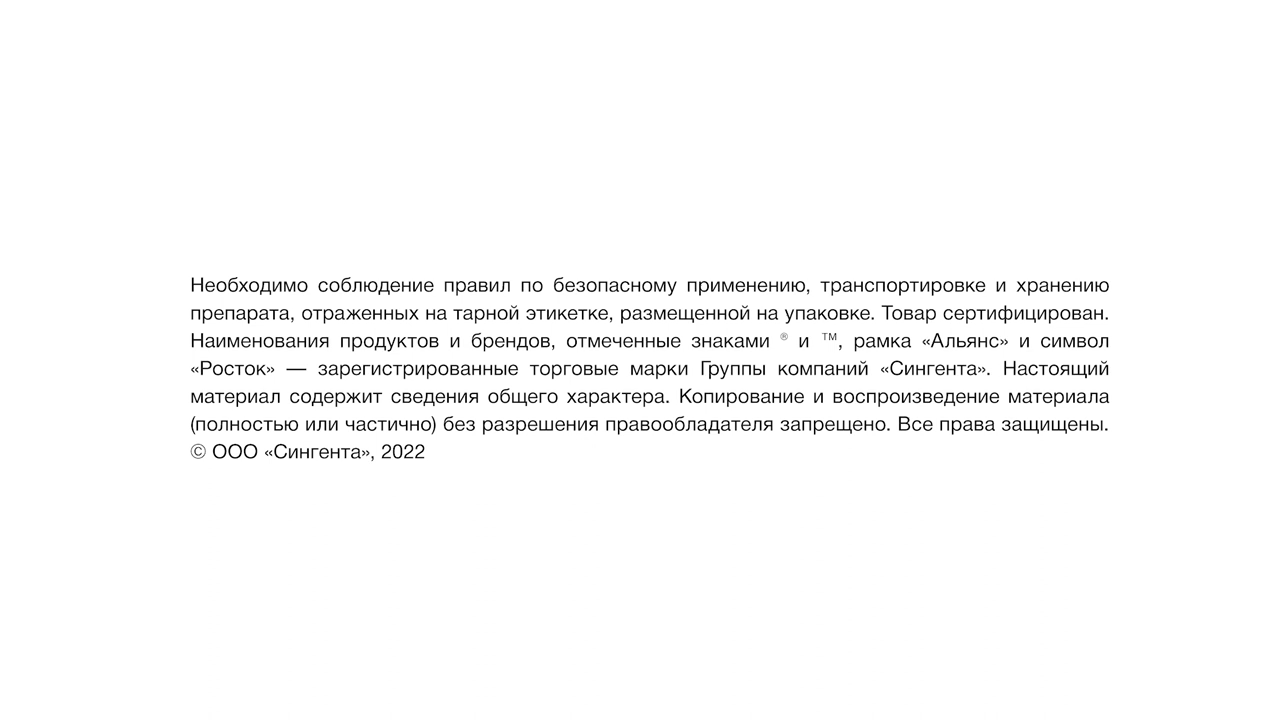 Необходимо соблюдение правил по безопасному применению, транспортировке и хранению
препарата, отраженных на тарной этикетке, размещенной на упаковке. Товар сертифицирован.
Наименования продуктов и брендов, отмеченные знаками ® и ™, рамка «Альянс» и символ
«Росток» — зарегистрированные торговые марки Группы компаний «Сингента». Настоящий
материал содержит сведения общего характера. Копирование и воспроизведение материала
(полностью или частично) без разрешения правообладателя запрещено. Все права защищены.
© ООО «Сингента», 2022